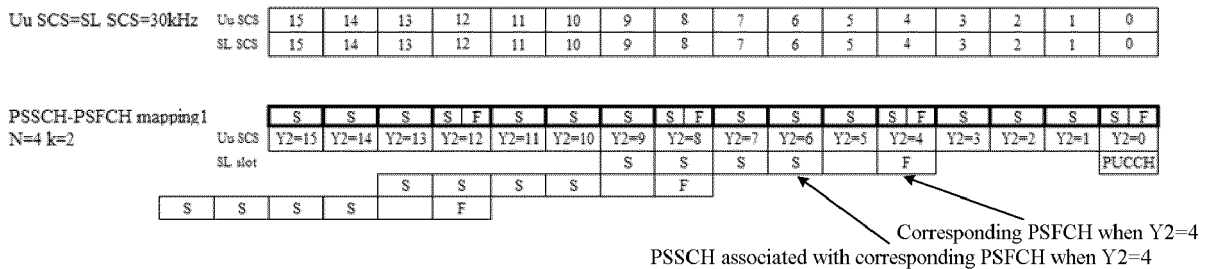 Uu SCS=SL SCS=30kHz Uu SCS 15 14 13 12 11 10 9 8 7 6 5 4 3 2 1 0
SL SCS 15 14 13 12 11 10 9 8 7 6 5 4 3 2 1 0
PSSCH-PSFCH mapping1 S S S S F S S S S F S S S S F S S S S F
N=4 k=2 Uu SCS Y2=15 Y2=14 Y2=13 Y2=12 Y2=11 Y2=10 Y2=9 Y2=8 Y2=7 Y2=6 Y2=5 Y2=4 Y2=3 Y2=2 Y2=1 Y2=0
SL slot S S S S F PUCCH
S S S S F
S S S S F
Corresponding PSFCH when Y2=4
PSSCH associated with corresponding PSFCH when Y2=4